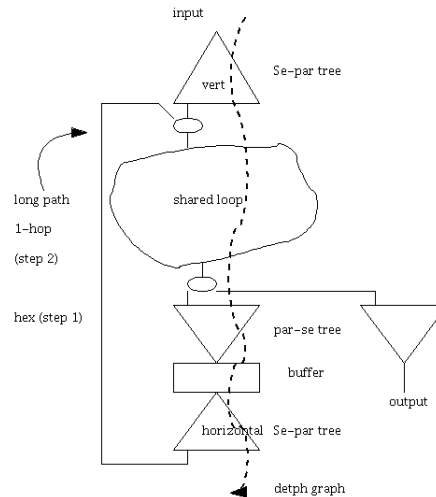 input
Se-par tree
vert
long path
shared loop
1-hop
(step 2)
hex (step 1)
par-se tree
buffer
output
horizontal Se-par tree
detph graph